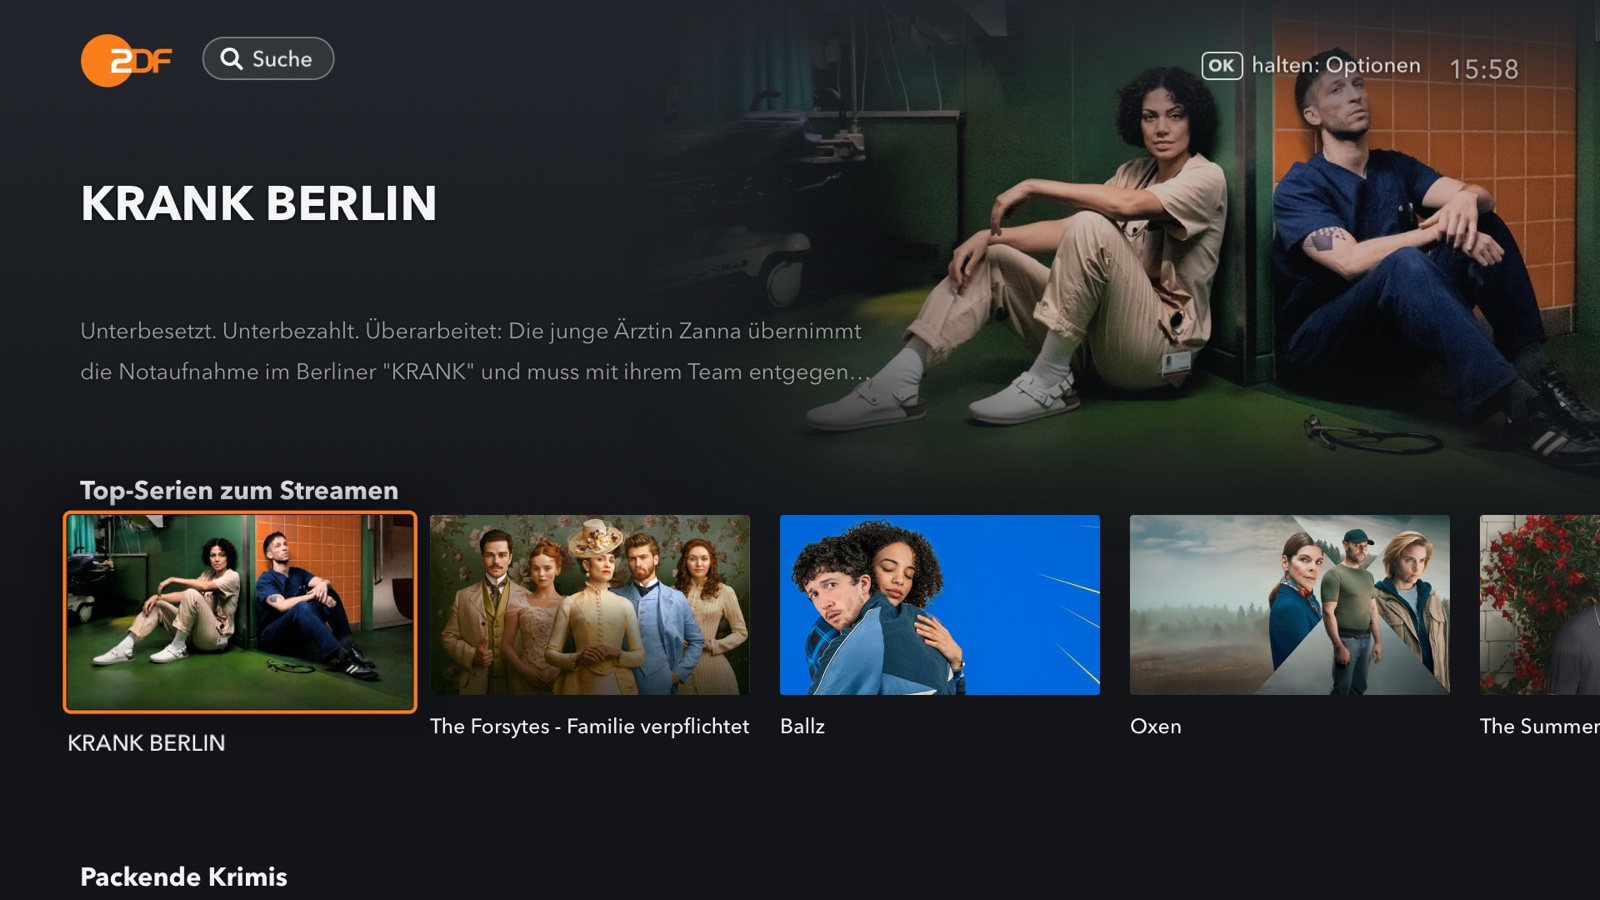 ZDF
Suche
OK halten: Optionen
15:58
KRANK BERLIN
Unterbesetzt. Unterbezahlt. Überarbeitet: Die junge Ärztin Zanna übernimmt
die Notaufnahme im Berliner "KRANK" und muss mit ihrem Team entgegen…
Top-Serien zum Streamen
KRANK BERLIN
The Forsytes - Familie verpflichtet
Ballz
Oxen
The Summer
Packende Krimis